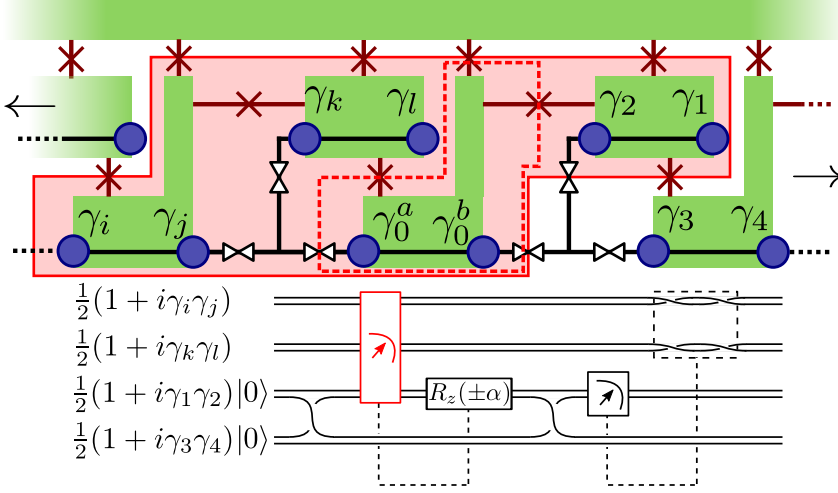 γₖ γₗ γ₂ γ₁
γᵢ γⱼ γ₀ᵃ γ₀ᵇ γ₃ γ₄
½(1 + iγᵢγⱼ)
½(1 + iγₖγₗ)
½(1 + iγ₁γ₂)|0⟩ R_z(±α)
½(1 + iγ₃γ₄)|0⟩